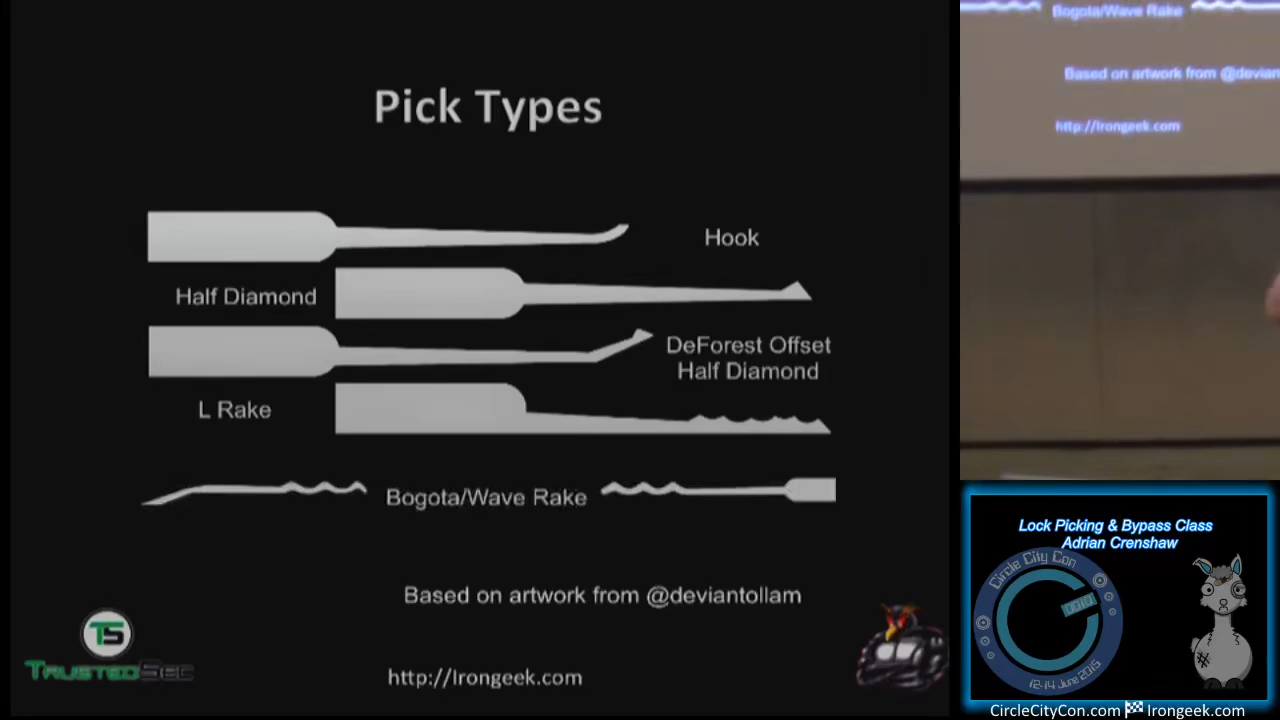 Pick Types
Hook
Half Diamond
DeForest Offset
Half Diamond
L Rake
Bogota/Wave Rake
Based on artwork from @deviantollam
http://Irongeek.com
TS
TRUSTEDSEC
Bogota/Wave Rake
Based on artwork from @devian
http://Irongeek.com
Lock Picking & Bypass Class
Adrian Crenshaw
Circle City Con
12-14 June 2015
CircleCityCon.com Irongeek.com